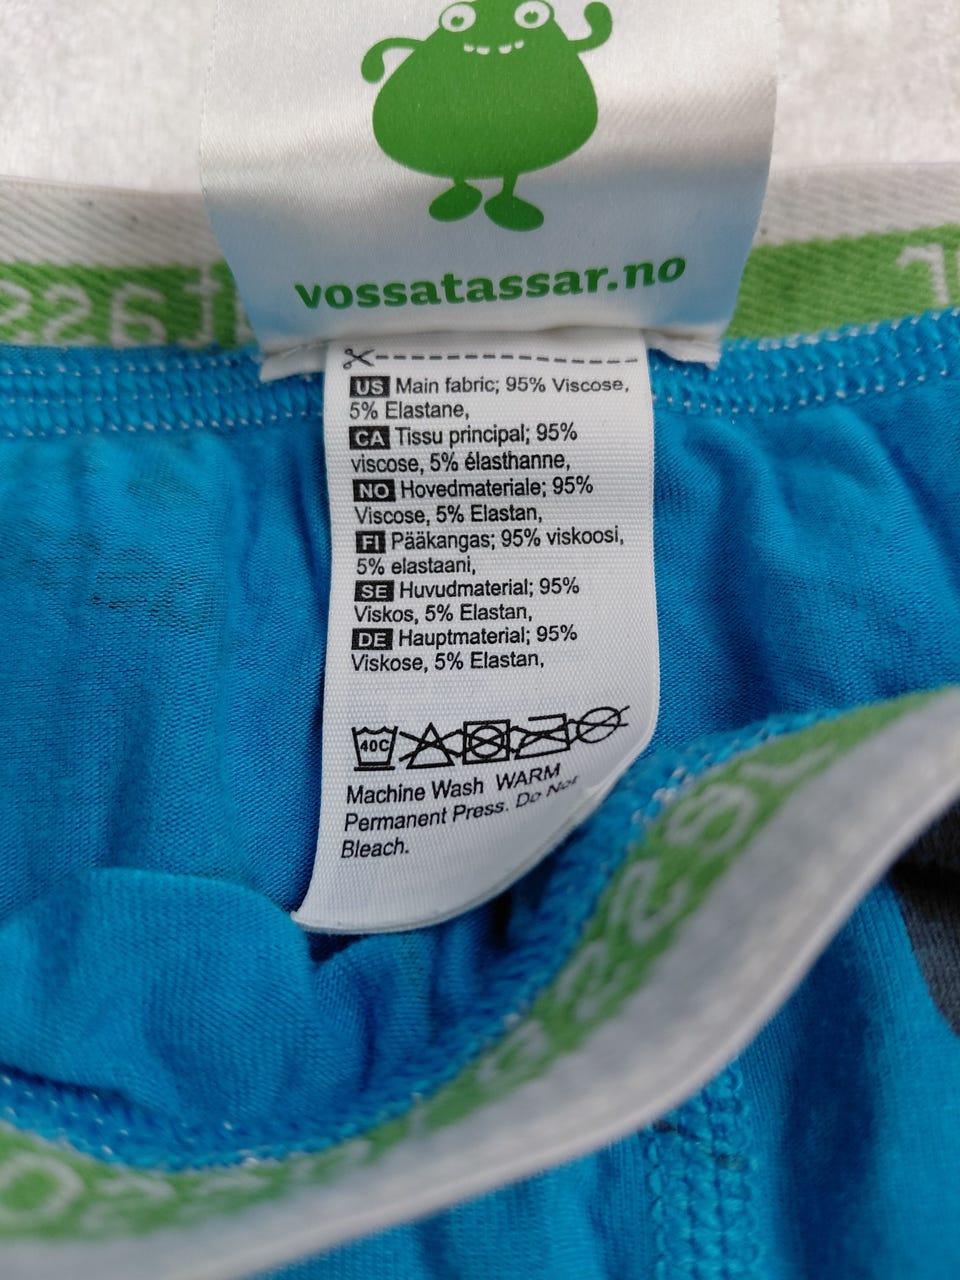 vossatassar.no
US Main fabric; 95% Viscose,
5% Elastane,
CA Tissu principal; 95%
viscose, 5% élasthanne,
NO Hovedmateriale; 95%
Viscose, 5% Elastan,
FI Pääkangas; 95% viskoosi,
5% elastaani,
SE Huvudmaterial; 95%
Viskos, 5% Elastan,
DE Hauptmaterial; 95%
Viskose, 5% Elastan,
40C
Machine Wash WARM
Permanent Press. Do Not
Bleach.